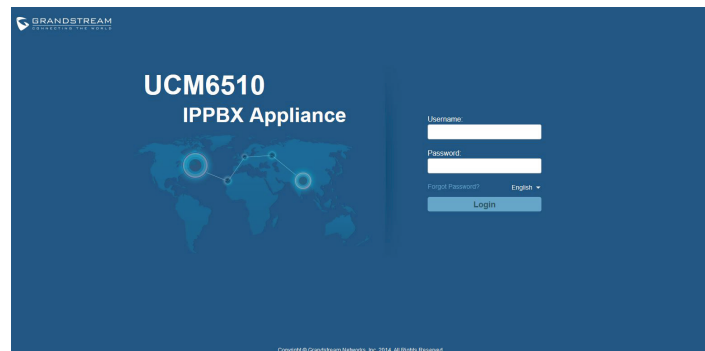 GRANDSTREAM
CONNECTING THE WORLD
UCM6510
IPPBX Appliance
Username:
Password:
Forgot Password?
English
Login
Copyright © Grandstream Networks, Inc. 2014. All Rights Reserved.